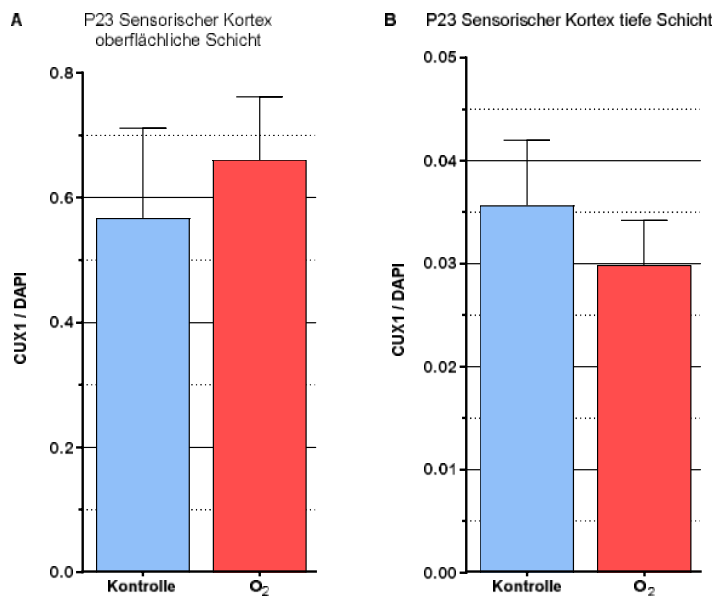 A
P23 Sensorischer Kortex
oberflächliche Schicht
CUX1 / DAPI
0.8
0.6
0.4
0.2
0.0
Kontrolle
O₂
B
P23 Sensorischer Kortex tiefe Schicht
CUX1 / DAPI
0.05
0.04
0.03
0.02
0.01
0.00
Kontrolle
O₂